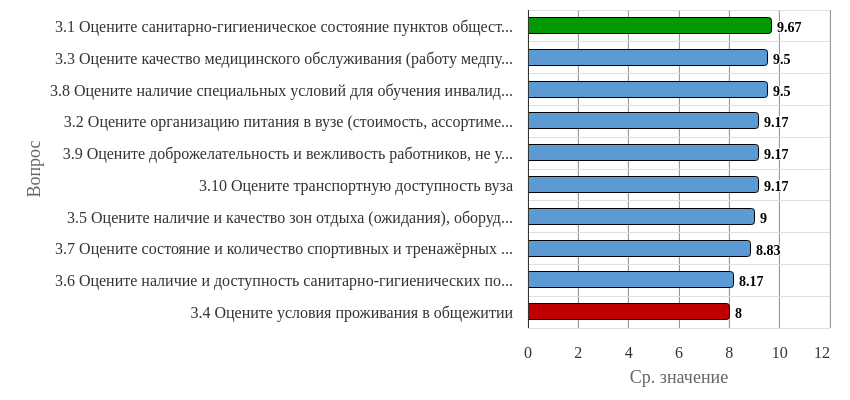 3.1 Оцените санитарно-гигиеническое состояние пунктов общест... 9.67
3.3 Оцените качество медицинского обслуживания (работу медпу... 9.5
3.8 Оцените наличие специальных условий для обучения инвалид... 9.5
3.2 Оцените организацию питания в вузе (стоимость, ассортиме... 9.17
3.9 Оцените доброжелательность и вежливость работников, не у... 9.17
3.10 Оцените транспортную доступность вуза 9.17
3.5 Оцените наличие и качество зон отдыха (ожидания), оборуд... 9
3.7 Оцените состояние и количество спортивных и тренажёрных ... 8.83
3.6 Оцените наличие и доступность санитарно-гигиенических по... 8.17
3.4 Оцените условия проживания в общежитии 8
Вопрос
0 2 4 6 8 10 12
Ср. значение